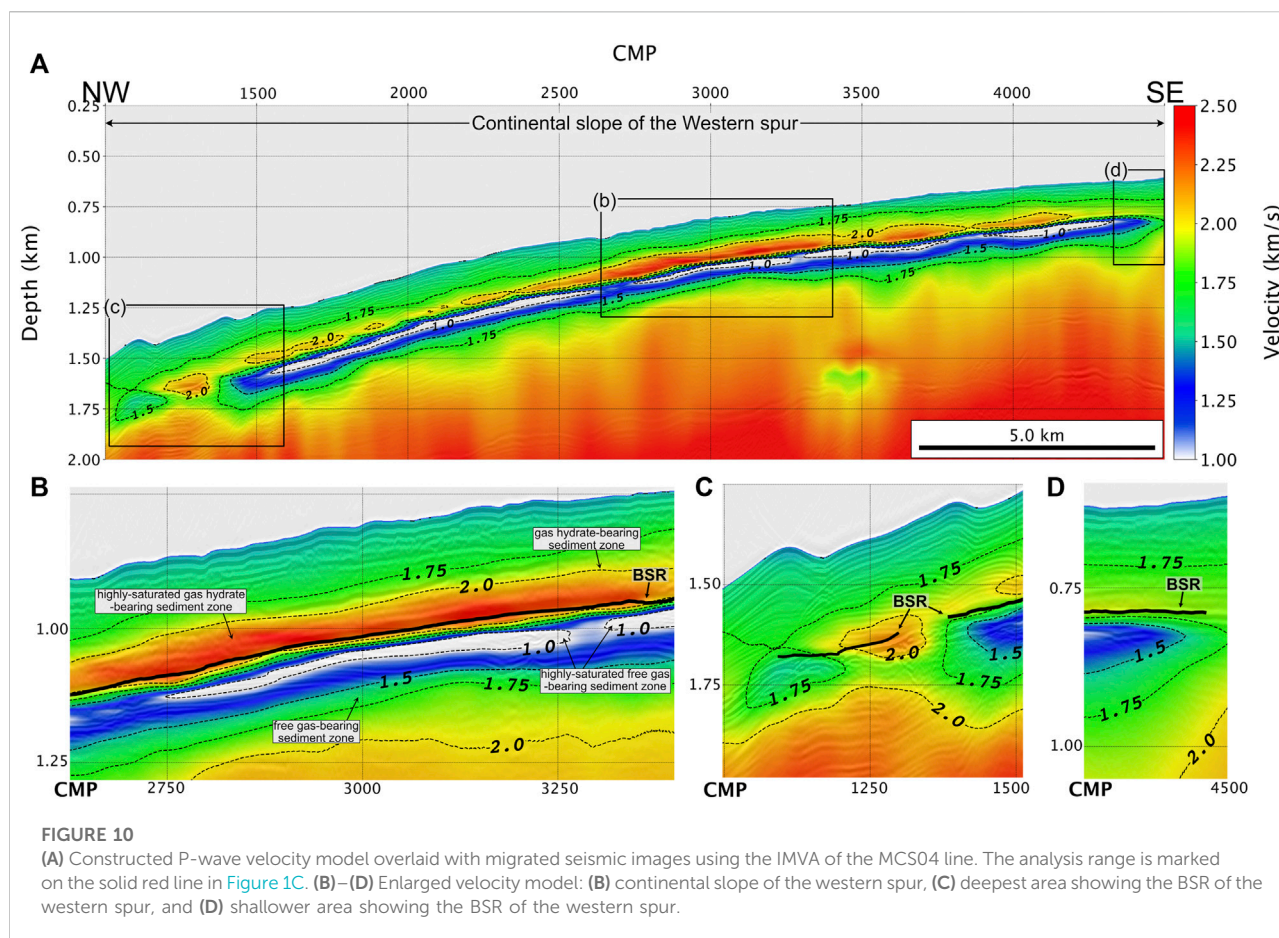 CMP
A
NW
1500
2000
2500
3000
3500
4000
SE
0.25
0.50
0.75
1.00
1.25
1.50
1.75
2.00
Depth (km)
Continental slope of the Western spur
(b)
(c)
(d)
1.75
2.0
1.0
1.5
1.75
1.75
2.0
1.0
1.0
1.5
1.75
1.75
2.0
1.0
1.5
1.75
2.0
1.5
5.0 km
2.50
2.25
2.00
1.75
1.50
1.25
1.00
Velocity (km/s)
B
gas hydrate-bearing
sediment zone
1.75
2.0
BSR
highly-saturated gas hydrate
-bearing sediment zone
1.00
1.0
1.0
1.5
1.75
highly-saturated free gas
-bearing sediment zone
free gas-bearing
sediment zone
2.0
1.25
CMP
2750
3000
3250
C
1.50
1.75
BSR
2.0
1.5
1.75
1.75
1.75
2.0
CMP
1250
1500
D
1.75
0.75
BSR
1.5
1.75
1.00
2.0
CMP
4500
FIGURE 10
(A) Constructed P-wave velocity model overlaid with migrated seismic images using the IMVA of the MCS04 line. The analysis range is marked
on the solid red line in Figure 1C. (B)–(D) Enlarged velocity model: (B) continental slope of the western spur, (C) deepest area showing the BSR of the
western spur, and (D) shallower area showing the BSR of the western spur.